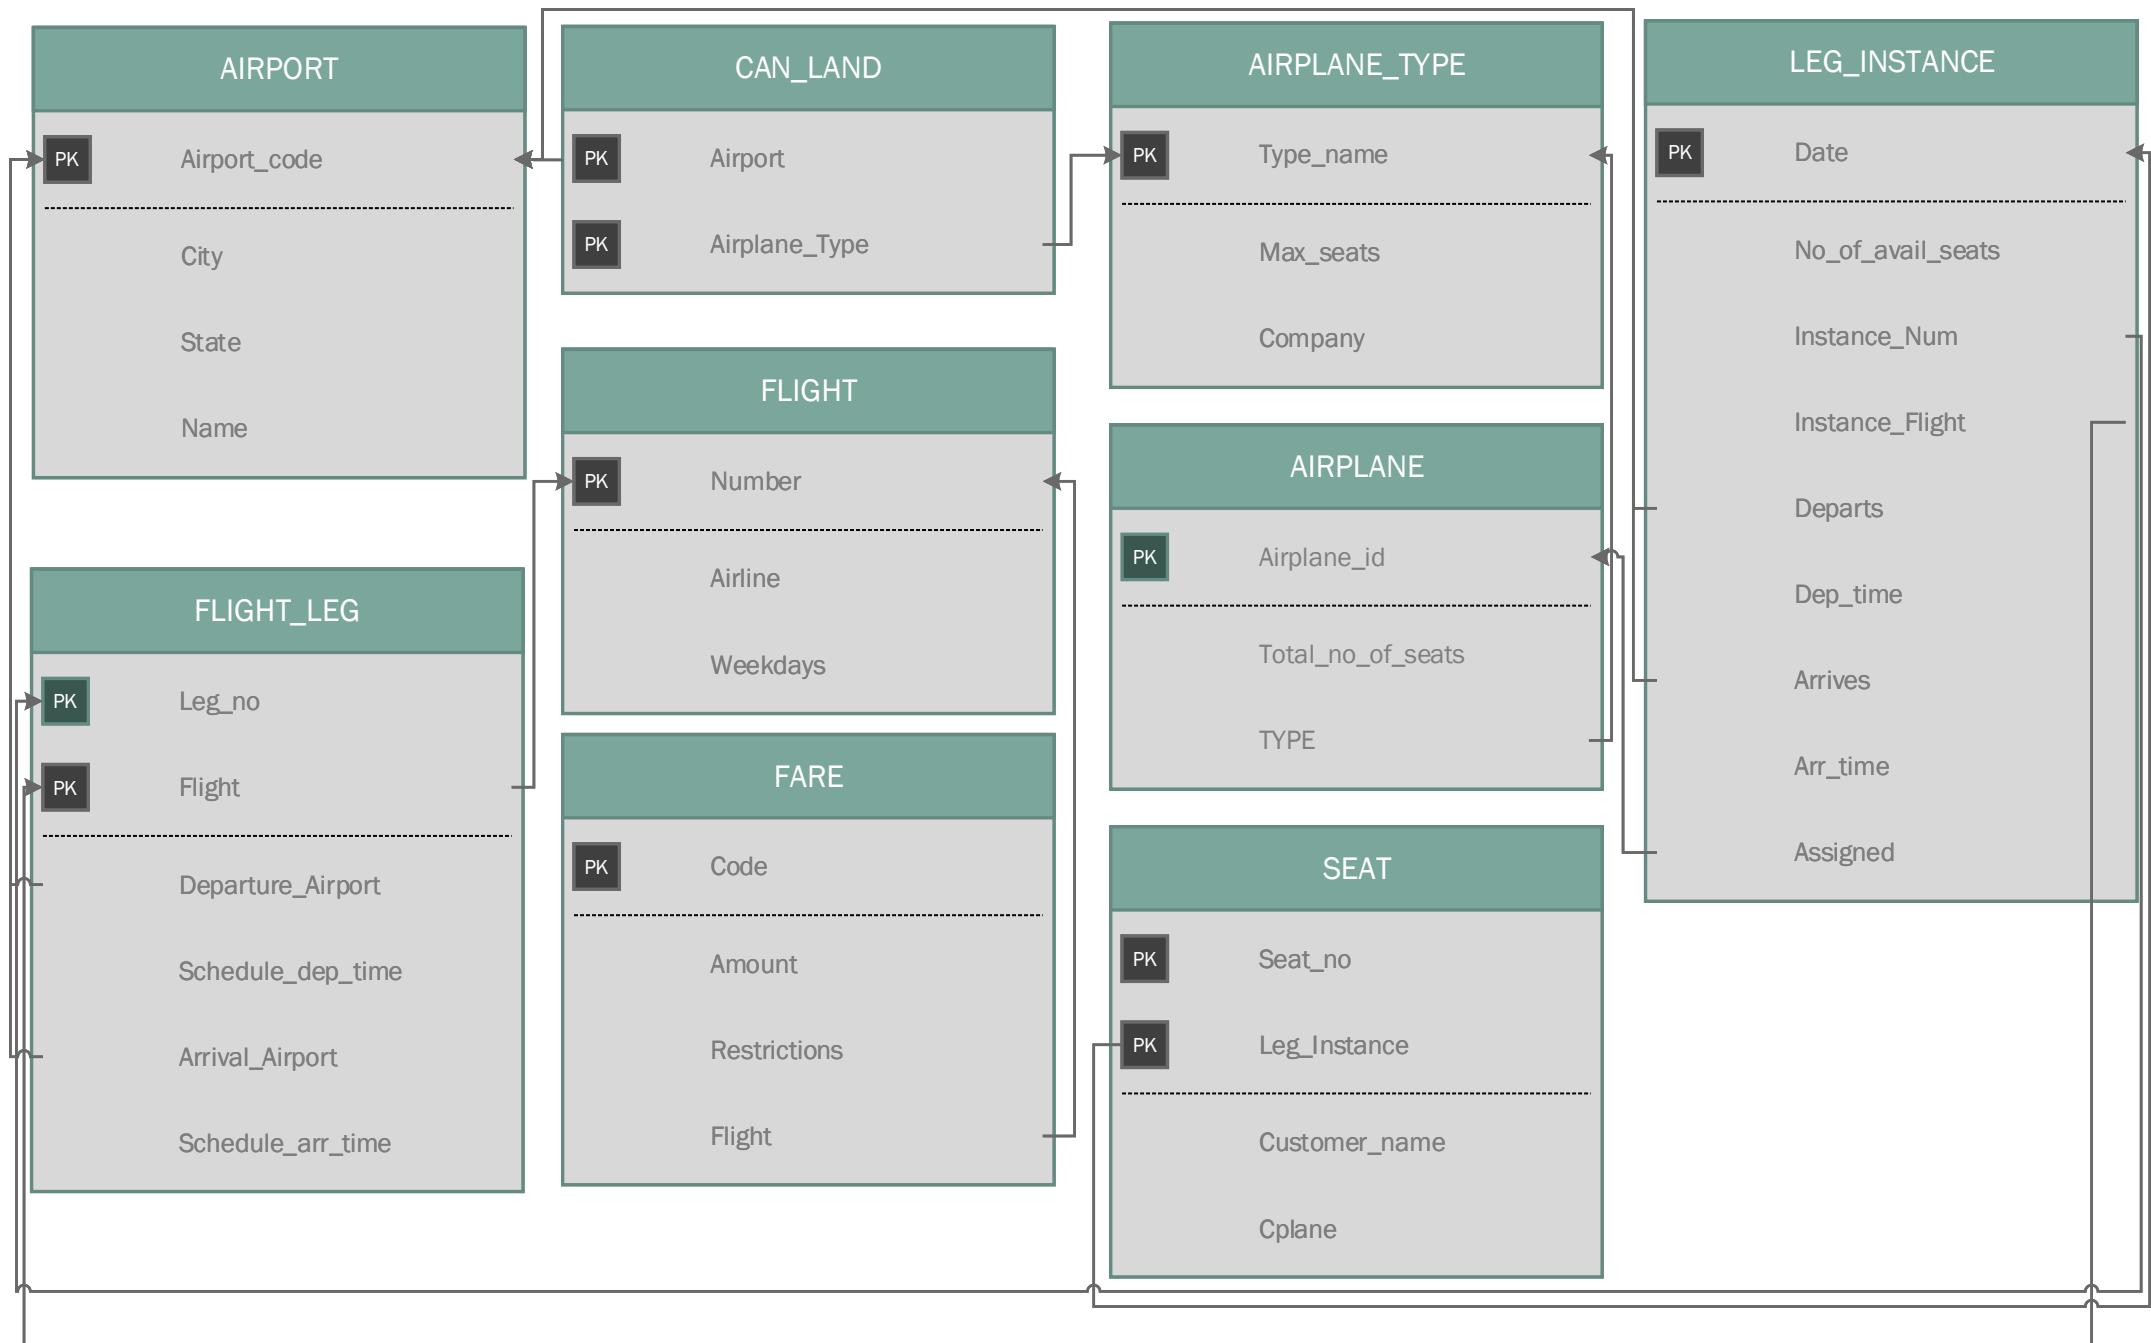 AIRPORT
PK Airport_code
City
State
Name
CAN_LAND
PK Airport
PK Airplane_Type
AIRPLANE_TYPE
PK Type_name
Max_seats
Company
LEG_INSTANCE
PK Date
No_of_avail_seats
Instance_Num
Instance_Flight
Departs
Dep_time
Arrives
Arr_time
Assigned
FLIGHT
PK Number
Airline
Weekdays
AIRPLANE
PK Airplane_id
Total_no_of_seats
TYPE
FLIGHT_LEG
PK Leg_no
PK Flight
Departure_Airport
Schedule_dep_time
Arrival_Airport
Schedule_arr_time
FARE
PK Code
Amount
Restrictions
Flight
SEAT
PK Seat_no
PK Leg_Instance
Customer_name
Cplane